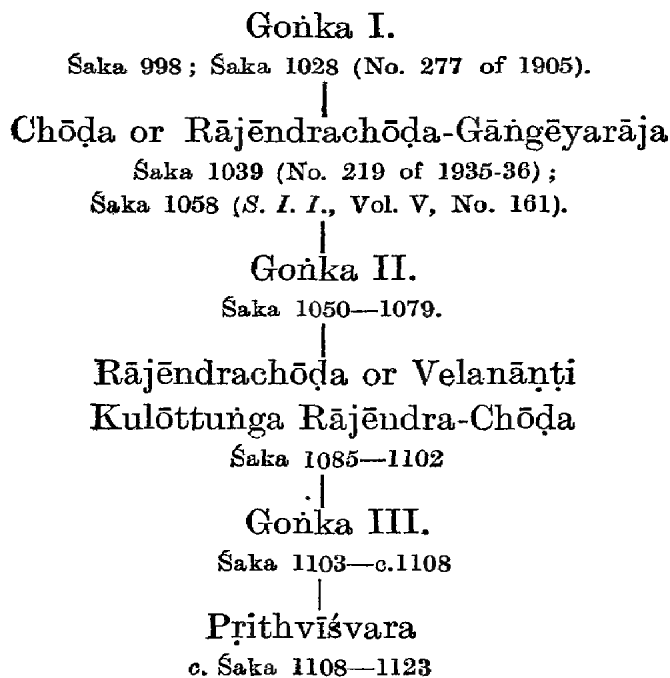 Goṅka I.
Śaka 998 ; Śaka 1028 (No. 277 of 1905).
Chōḍa or Rājēndrachōḍa-Gāṅgēyarāja
Śaka 1039 (No. 219 of 1935-36) ;
Śaka 1058 (S. I. I., Vol. V, No. 161).
Goṅka II.
Śaka 1050—1079.
Rājēndrachōḍa or Velanāṇṭi
Kulōttuṅga Rājēndra-Chōḍa
Śaka 1085—1102
Goṅka III.
Śaka 1103—c.1108
Pṛithvīśvara
c. Śaka 1108—1123